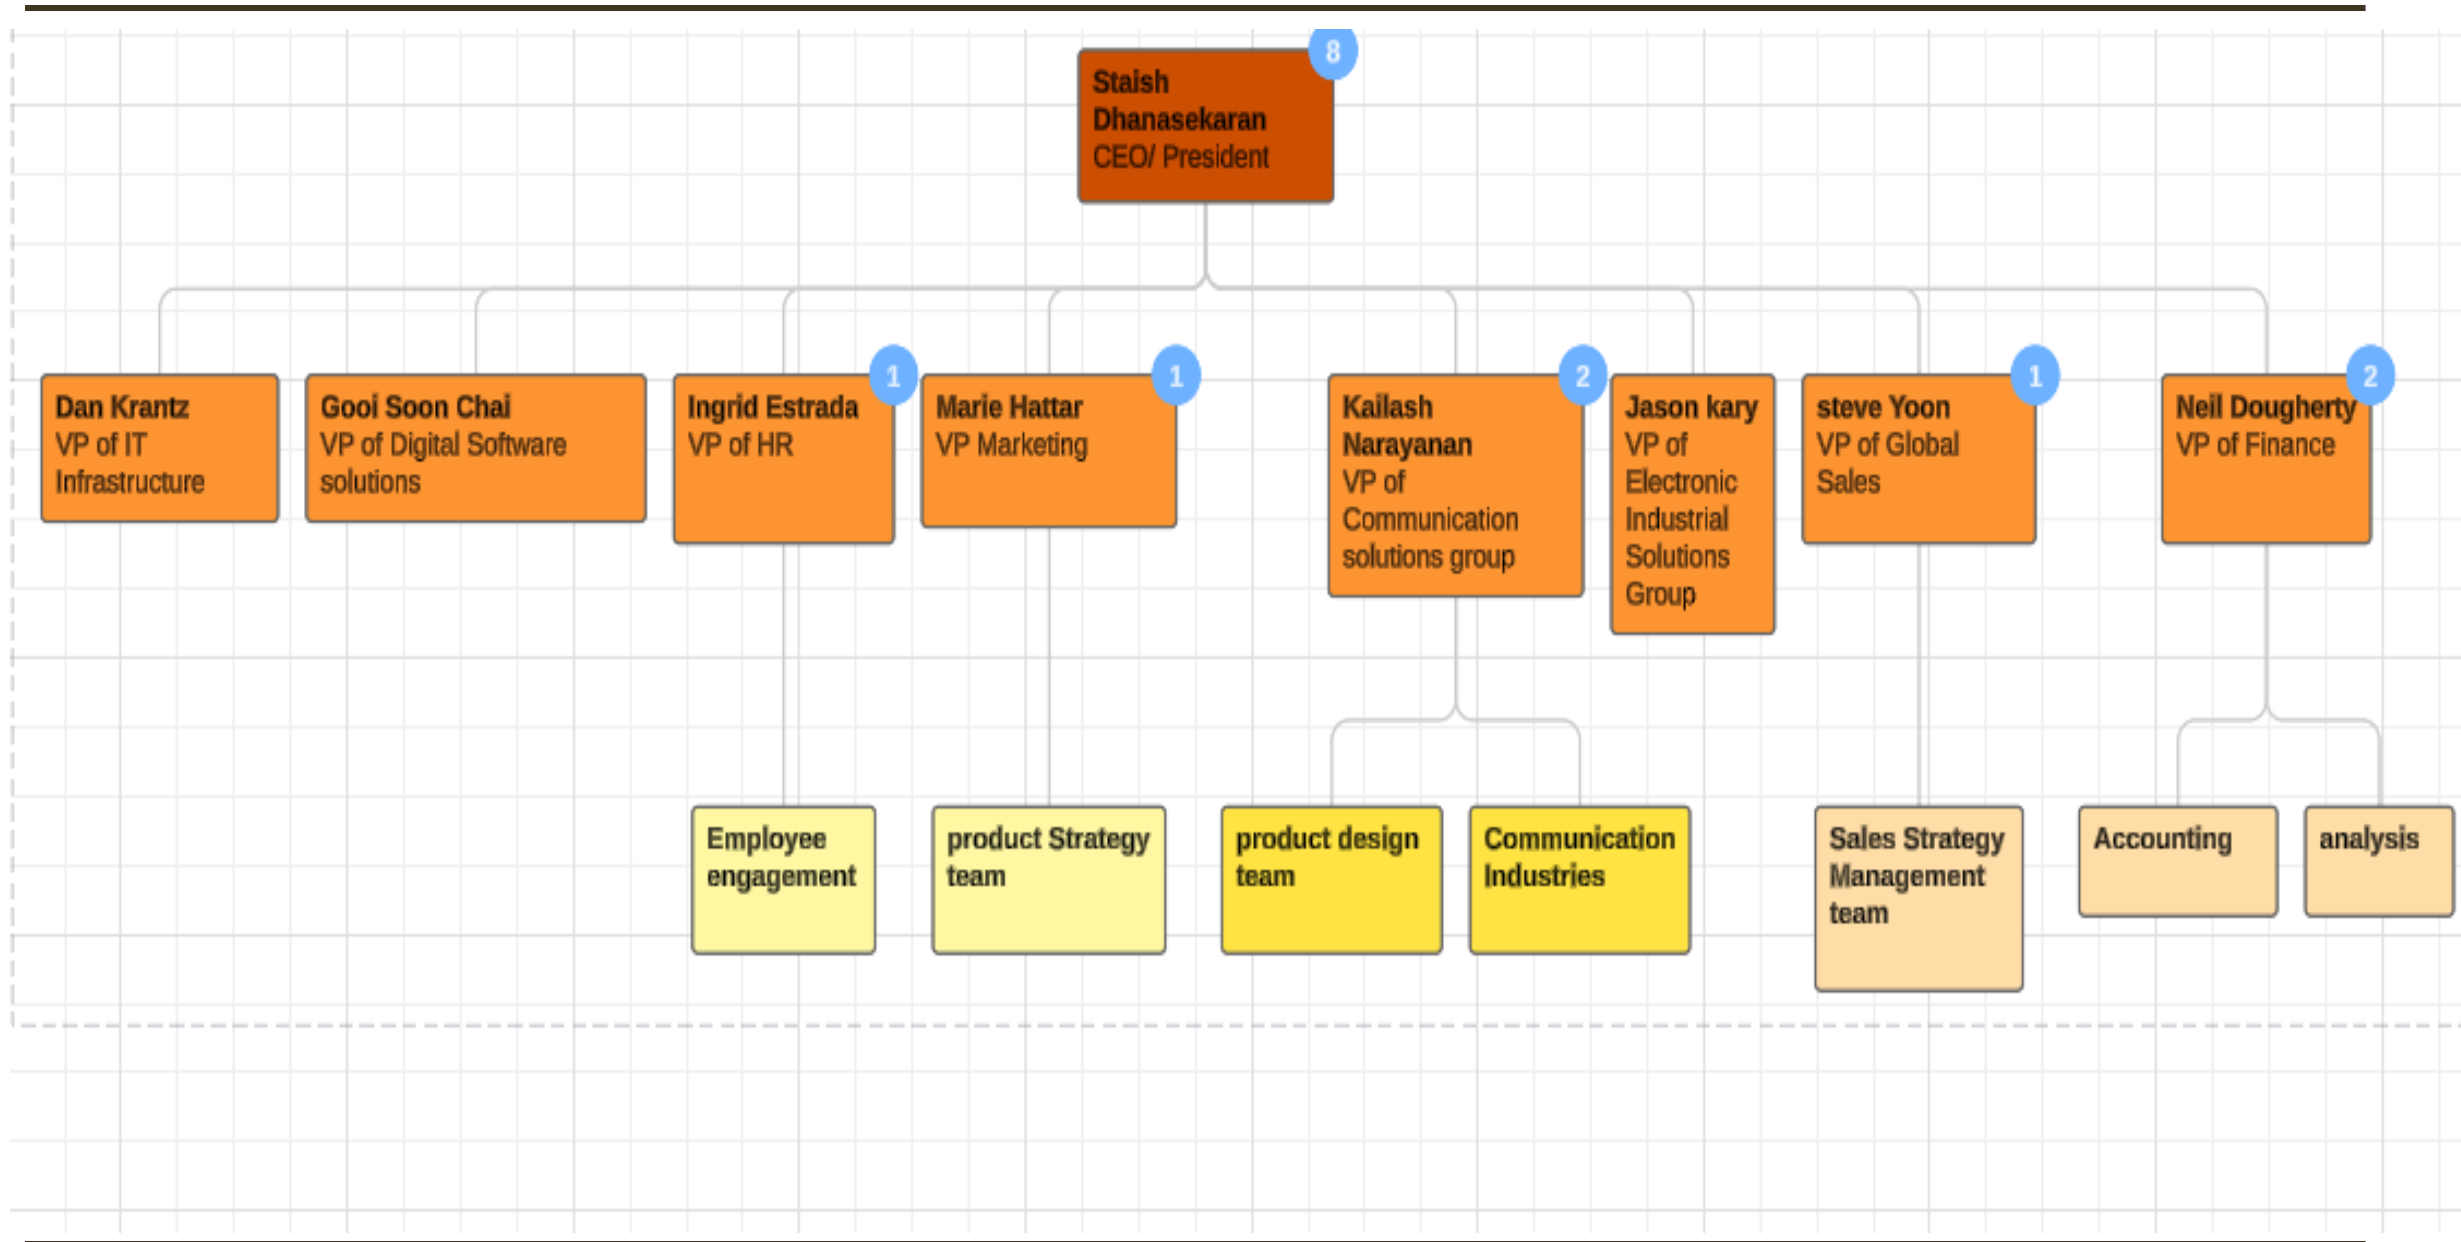 8
Staish
Dhanasekaran
CEO/ President
Dan Krantz
VP of IT
Infrastructure
Gooi Soon Chai
VP of Digital Software
solutions
1
Ingrid Estrada
VP of HR
1
Marie Hattar
VP Marketing
2
Kailash
Narayanan
VP of
Communication
solutions group
Jason kary
VP of
Electronic
Industrial
Solutions
Group
1
steve Yoon
VP of Global
Sales
2
Neil Dougherty
VP of Finance
Employee
engagement
product Strategy
team
product design
team
Communication
Industries
Sales Strategy
Management
team
Accounting
analysis